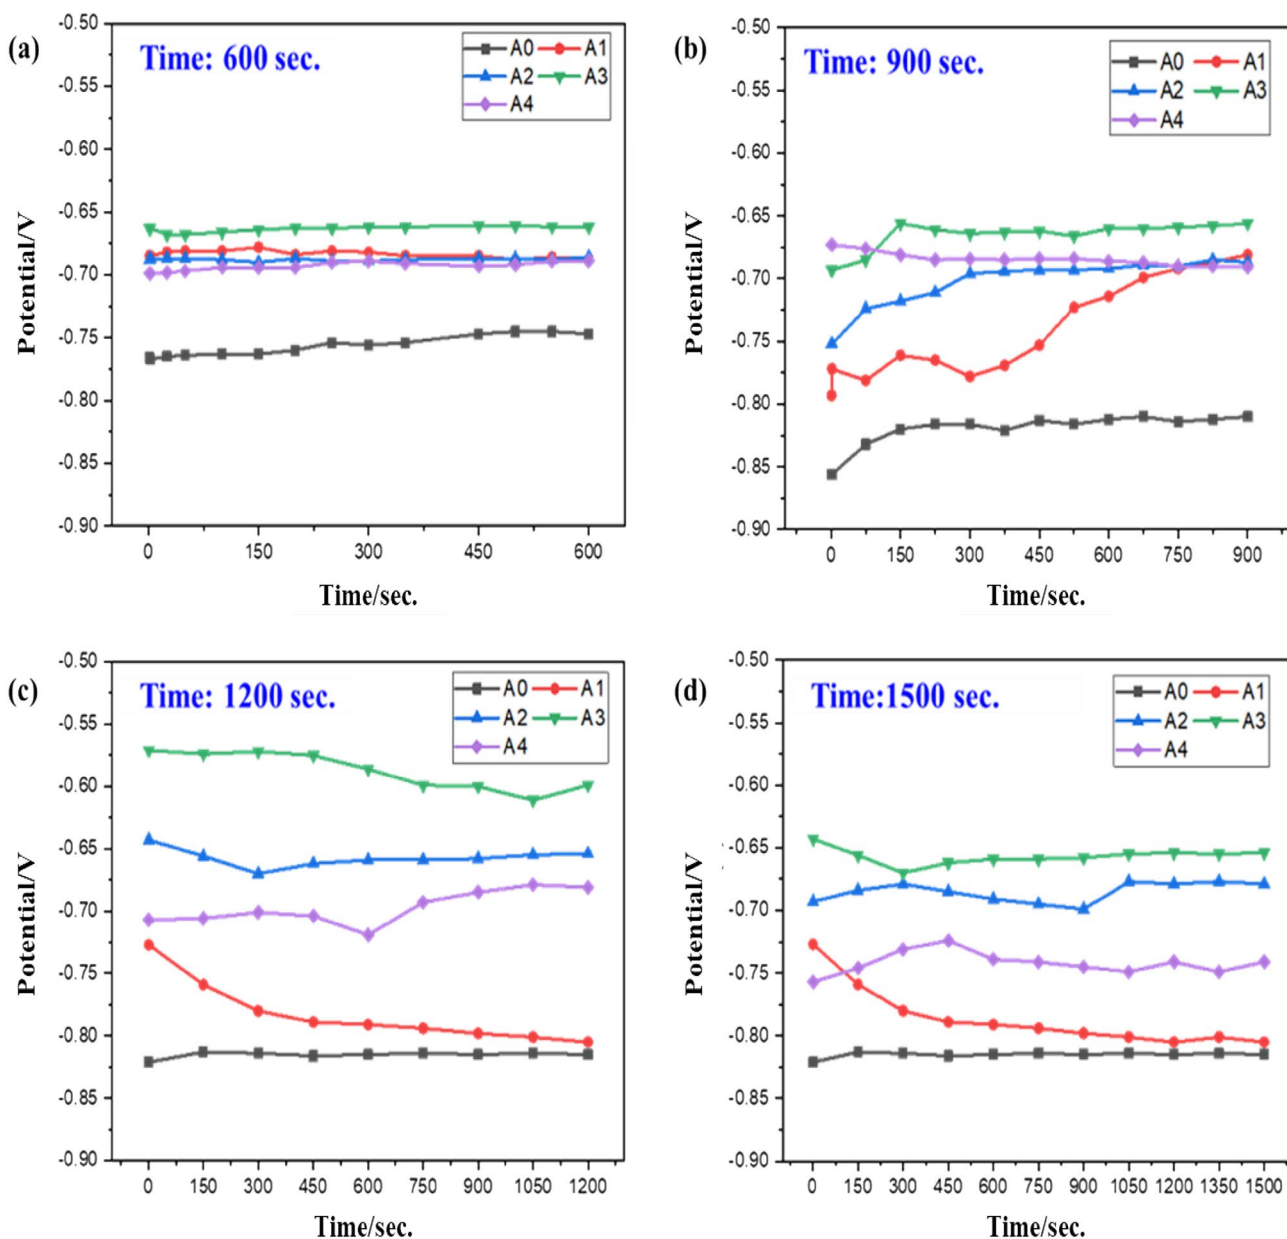 (a)
Time: 600 sec.
A0 A1
A2 A3
A4
-0.50
-0.55
-0.60
-0.65
-0.70
-0.75
-0.80
-0.85
-0.90
Potential/V
0 150 300 450 600
Time/sec.
(b)
Time: 900 sec.
A0 A1
A2 A3
A4
-0.50
-0.55
-0.60
-0.65
-0.70
-0.75
-0.80
-0.85
-0.90
Potential/V
0 150 300 450 600 750 900
Time/sec.
(c)
Time: 1200 sec.
A0 A1
A2 A3
A4
-0.50
-0.55
-0.60
-0.65
-0.70
-0.75
-0.80
-0.85
-0.90
Potential/V
0 150 300 450 600 750 900 1050 1200
Time/sec.
(d)
Time:1500 sec.
A0 A1
A2 A3
A4
-0.50
-0.55
-0.60
-0.65
-0.70
-0.75
-0.80
-0.85
-0.90
Potential/V
0 150 300 450 600 750 900 1050 1200 1350 1500
Time/sec.